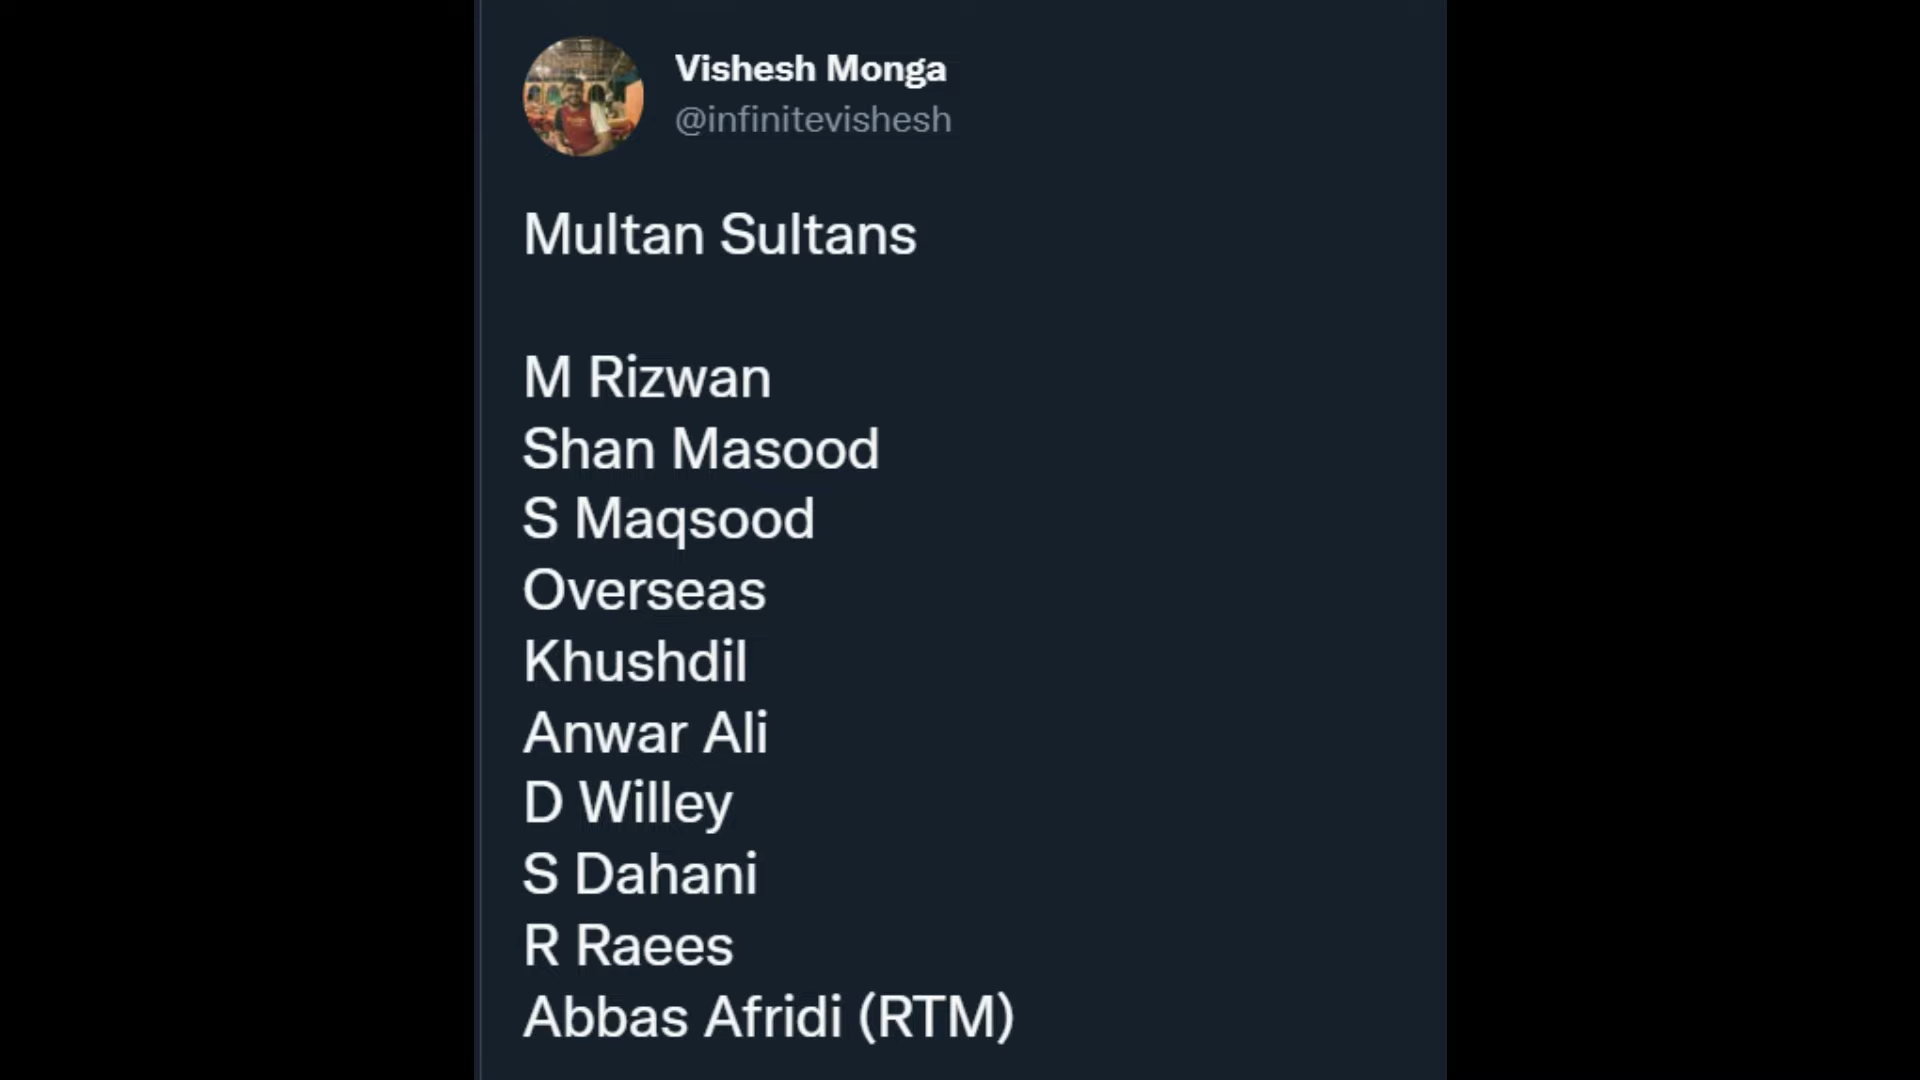 Vishesh Monga
@infinitevishesh
Multan Sultans
M Rizwan
Shan Masood
S Maqsood
Overseas
Khushdil
Anwar Ali
D Willey
S Dahani
R Raees
Abbas Afridi (RTM)